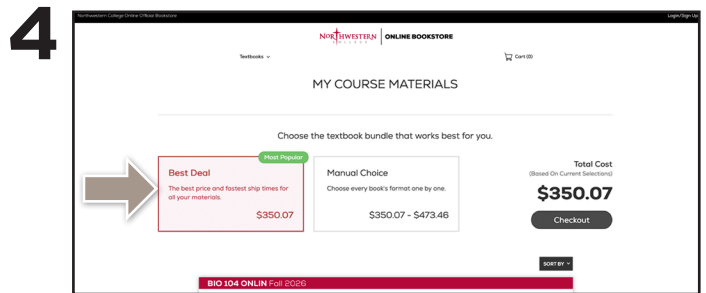 4
Northwestern College Online Official Bookstore
Login/Sign Up
NORTHWESTERN COLLEGE ONLINE BOOKSTORE
Textbooks
Cart (0)
MY COURSE MATERIALS
Choose the textbook bundle that works best for you.
Most Popular
Best Deal
The best price and fastest ship times for
all your materials.
$350.07
Manual Choice
Choose every book's format one by one.
$350.07 - $473.46
Total Cost
(Based On Current Selections)
$350.07
Checkout
SORT BY
BIO 104 ONLIN Fall 2026